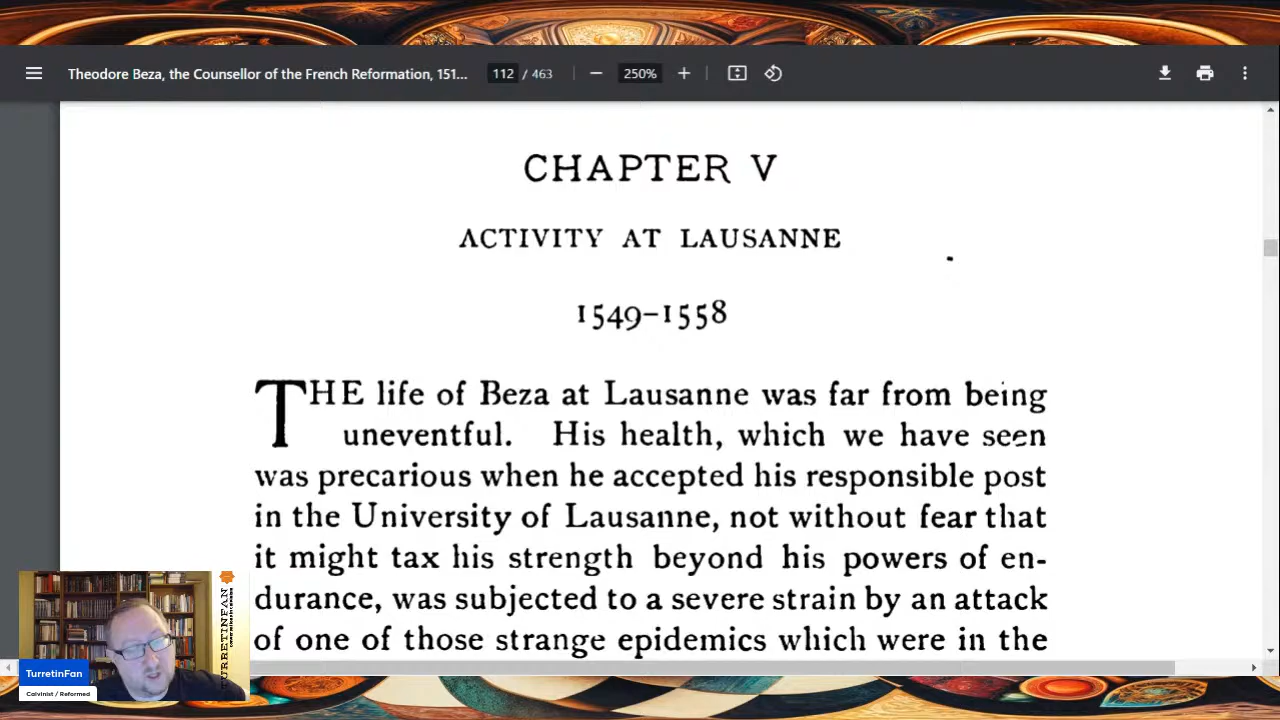 Theodore Beza, the Counsellor of the French Reformation, 151...
112 / 463
250%
CHAPTER V
ACTIVITY AT LAUSANNE
1549–1558
THE life of Beza at Lausanne was far from being
uneventful. His health, which we have seen
was precarious when he accepted his responsible post
in the University of Lausanne, not without fear that
it might tax his strength beyond his powers of en-
durance, was subjected to a severe strain by an attack
of one of those strange epidemics which were in the
TURRETINFAN
TurretinFan
Calvinist / Reformed